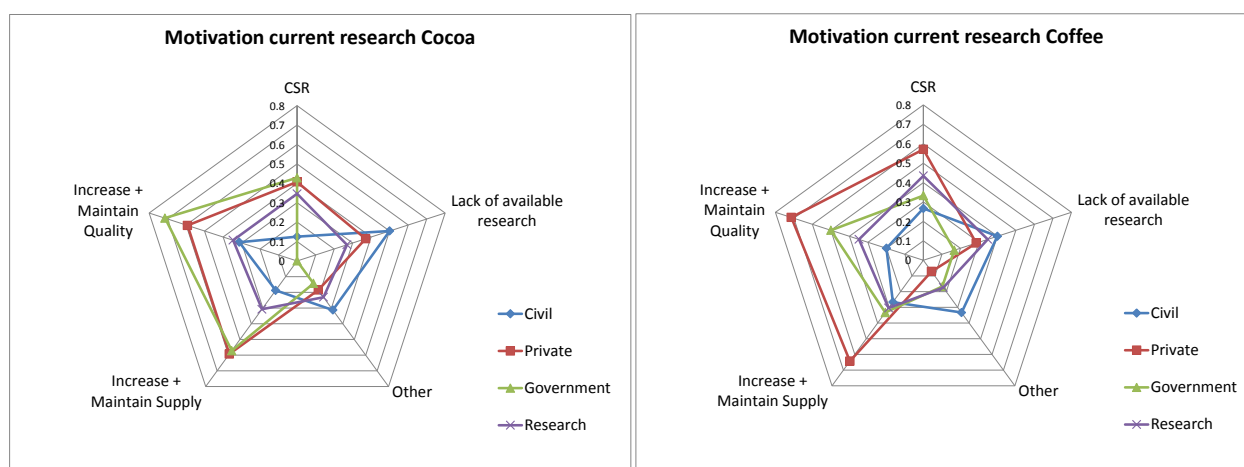 Motivation current research Cocoa
CSR
0.8
0.7
0.6
0.5
0.4
0.3
0.2
0.1
0
Lack of available
research
Other
Increase +
Maintain Supply
Increase +
Maintain
Quality
Civil
Private
Government
Research
Motivation current research Coffee
CSR
0.8
0.7
0.6
0.5
0.4
0.3
0.2
0.1
0
Lack of available
research
Other
Increase +
Maintain Supply
Increase +
Maintain
Quality
Civil
Private
Government
Research